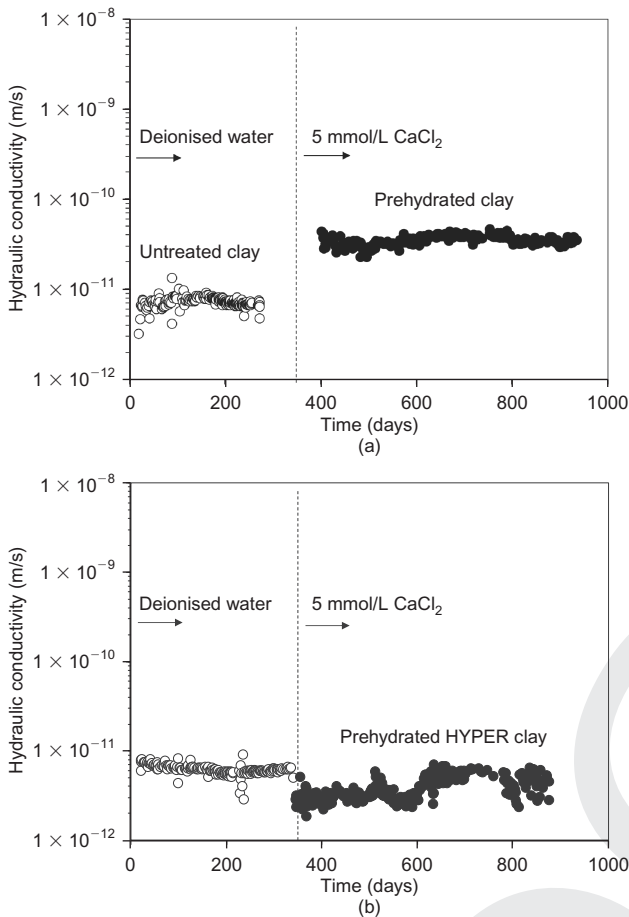 1 × 10⁻⁸
1 × 10⁻⁹
1 × 10⁻¹⁰
1 × 10⁻¹¹
1 × 10⁻¹²
Hydraulic conductivity (m/s)
Deionised water
5 mmol/L CaCl₂
Prehydrated clay
Untreated clay
0 200 400 600 800 1000
Time (days)
(a)
1 × 10⁻⁸
1 × 10⁻⁹
1 × 10⁻¹⁰
1 × 10⁻¹¹
1 × 10⁻¹²
Hydraulic conductivity (m/s)
Deionised water
5 mmol/L CaCl₂
Prehydrated HYPER clay
0 200 400 600 800 1000
Time (days)
(b)